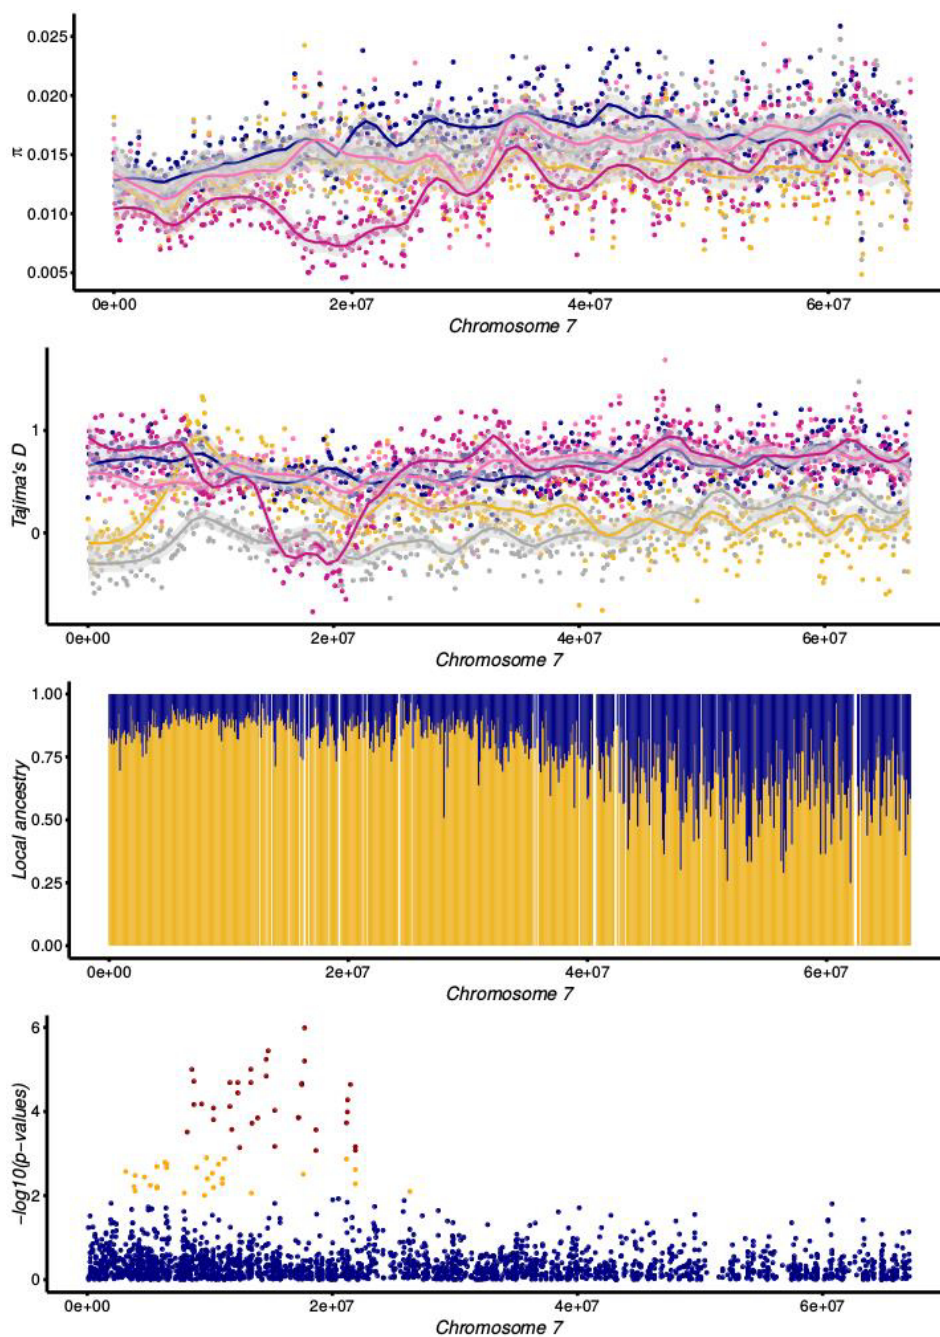 0.025
0.020
π
0.015
0.010
0.005
0e+00 2e+07 4e+07 6e+07
Chromosome 7
1
Tajima's D
0
0e+00 2e+07 4e+07 6e+07
Chromosome 7
1.00
0.75
Local ancestry
0.50
0.25
0.00
0e+00 2e+07 4e+07 6e+07
Chromosome 7
6
4
−log10(p−values)
2
0
0e+00 2e+07 4e+07 6e+07
Chromosome 7